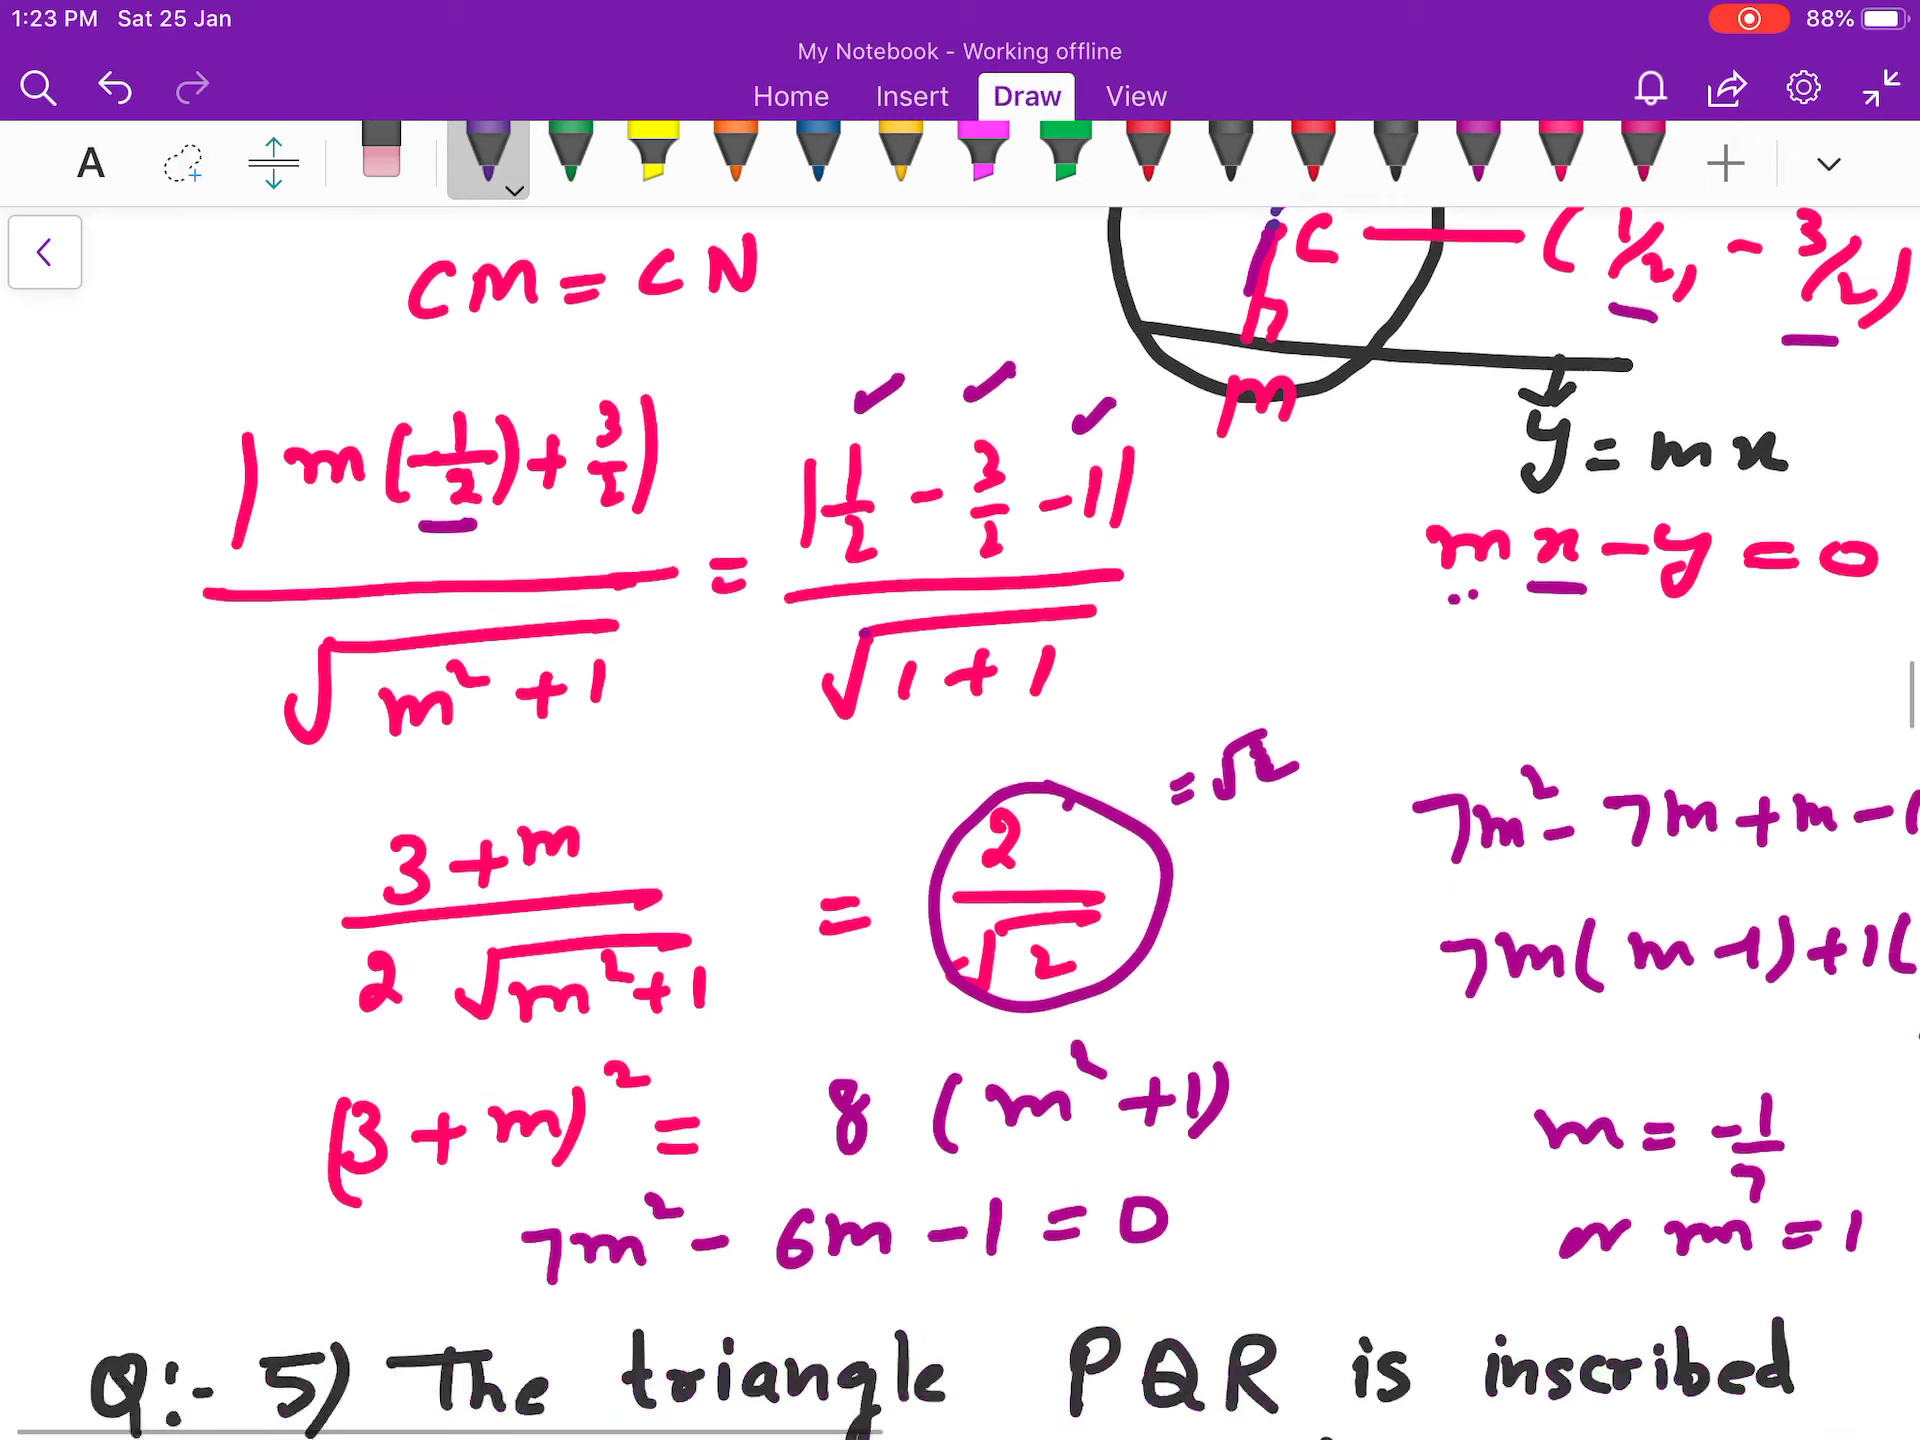 1:23 PM Sat 25 Jan
88%
My Notebook - Working offline
Home Insert Draw View
A
CM = CN
C — (1/2, - 3/2)
m
y = mx
mx - y = 0
|m(-1/2) + 3/2| / √(m² + 1) = |1/2 - 3/2 - 1| / √(1 + 1)
(3 + m) / (2 √(m² + 1)) = 2 / √2 = √2
(3 + m)² = 8 (m² + 1)
7m² - 6m - 1 = 0
7m² - 7m + m - 1
7m(m - 1) + 1(
m = -1/7
or m = 1
Q:- 5) The triangle PQR is inscribed